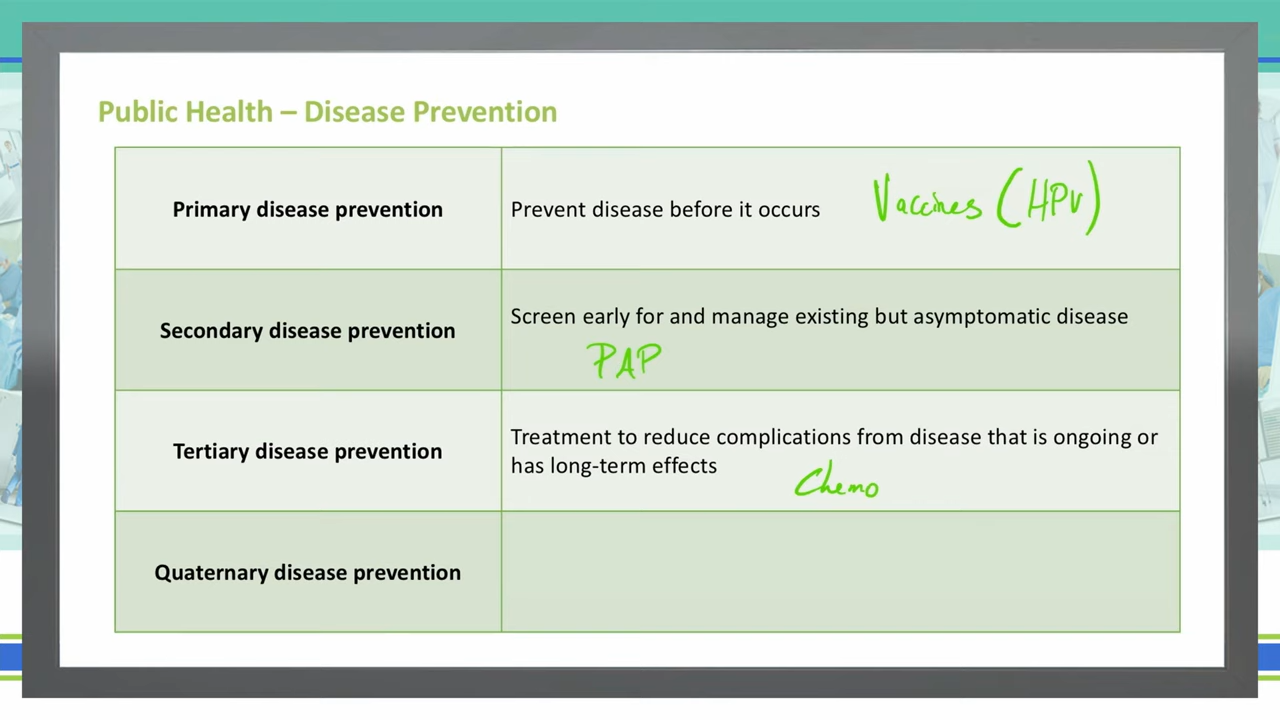 Public Health – Disease Prevention
Primary disease prevention
Prevent disease before it occurs
Vaccines (HPV)
Secondary disease prevention
Screen early for and manage existing but asymptomatic disease
PAP
Tertiary disease prevention
Treatment to reduce complications from disease that is ongoing or
has long-term effects
Chemo
Quaternary disease prevention